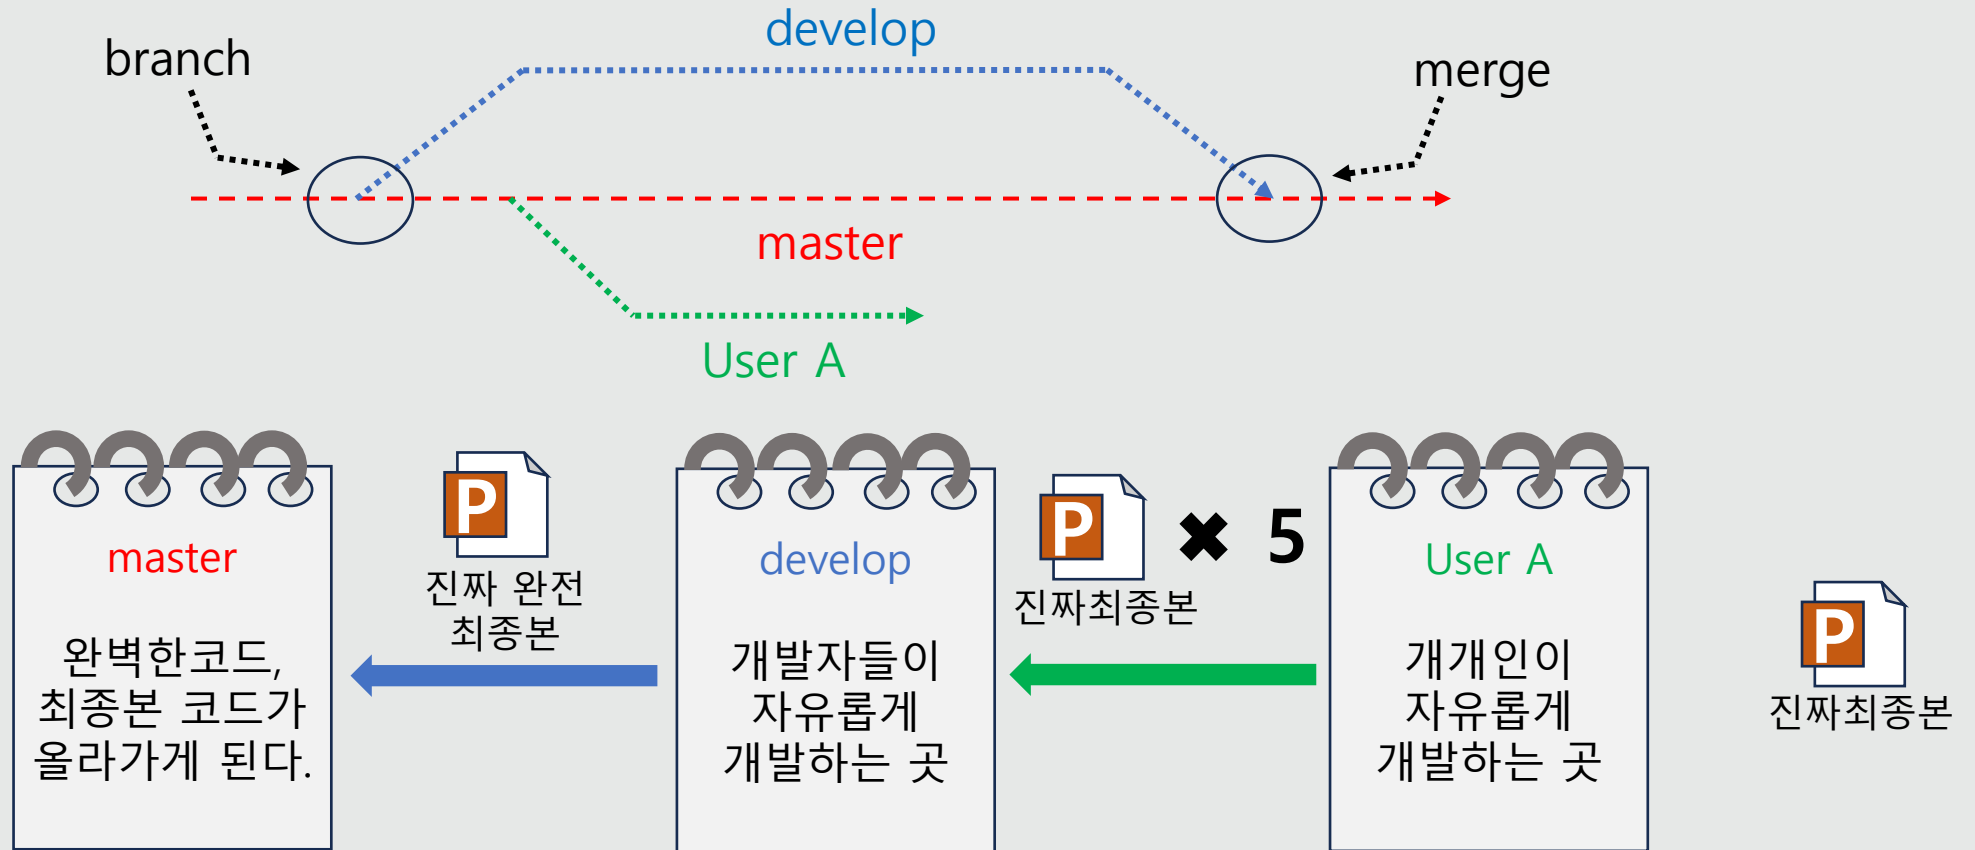 develop
branch
merge
master
User A
master
완벽한코드,
최종본 코드가
올라가게 된다.
P
진짜 완전
최종본
develop
개발자들이
자유롭게
개발하는 곳
P
✖ 5
진짜최종본
User A
개개인이
자유롭게
개발하는 곳
P
진짜최종본